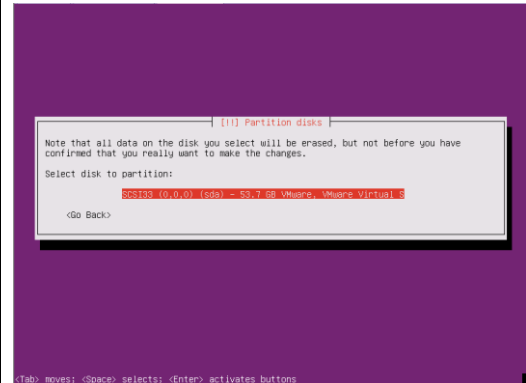 [!!] Partition disks
Note that all data on the disk you select will be erased, but not before you have
confirmed that you really want to make the changes.
Select disk to partition:
SCSI33 (0,0,0) (sda) - 53.7 GB VMware, VMware Virtual S
<Go Back>
<Tab> moves; <Space> selects; <Enter> activates buttons